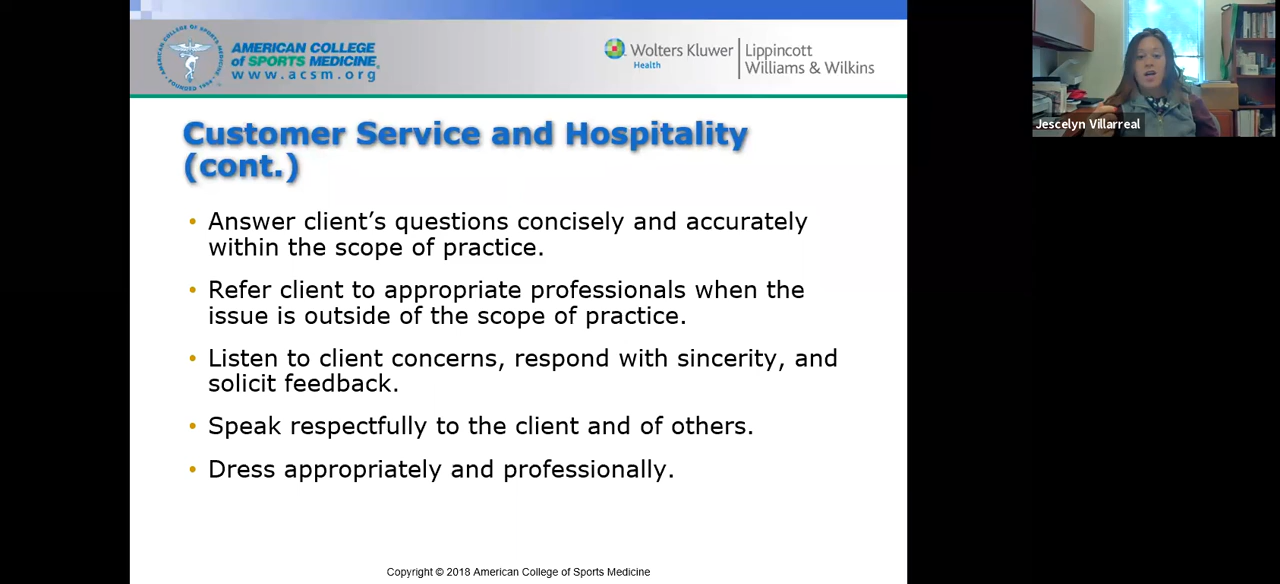 AMERICAN COLLEGE
of SPORTS MEDICINE
www.acsm.org
Wolters Kluwer
Health
Lippincott
Williams & Wilkins
Jescelyn Villarreal
Customer Service and Hospitality
(cont.)
• Answer client’s questions concisely and accurately
within the scope of practice.
• Refer client to appropriate professionals when the
issue is outside of the scope of practice.
• Listen to client concerns, respond with sincerity, and
solicit feedback.
• Speak respectfully to the client and of others.
• Dress appropriately and professionally.
Copyright © 2018 American College of Sports Medicine